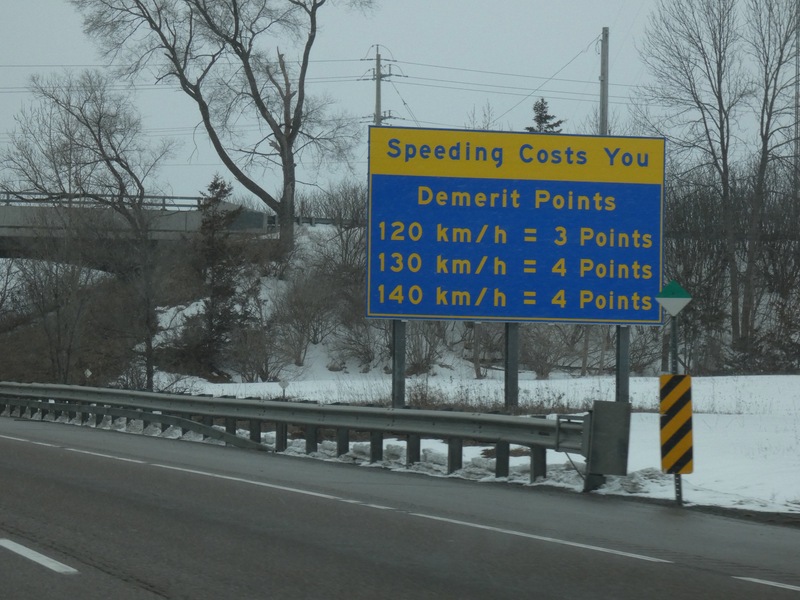 Speeding Costs You
Demerit Points
120 km/h = 3 Points
130 km/h = 4 Points
140 km/h = 4 Points